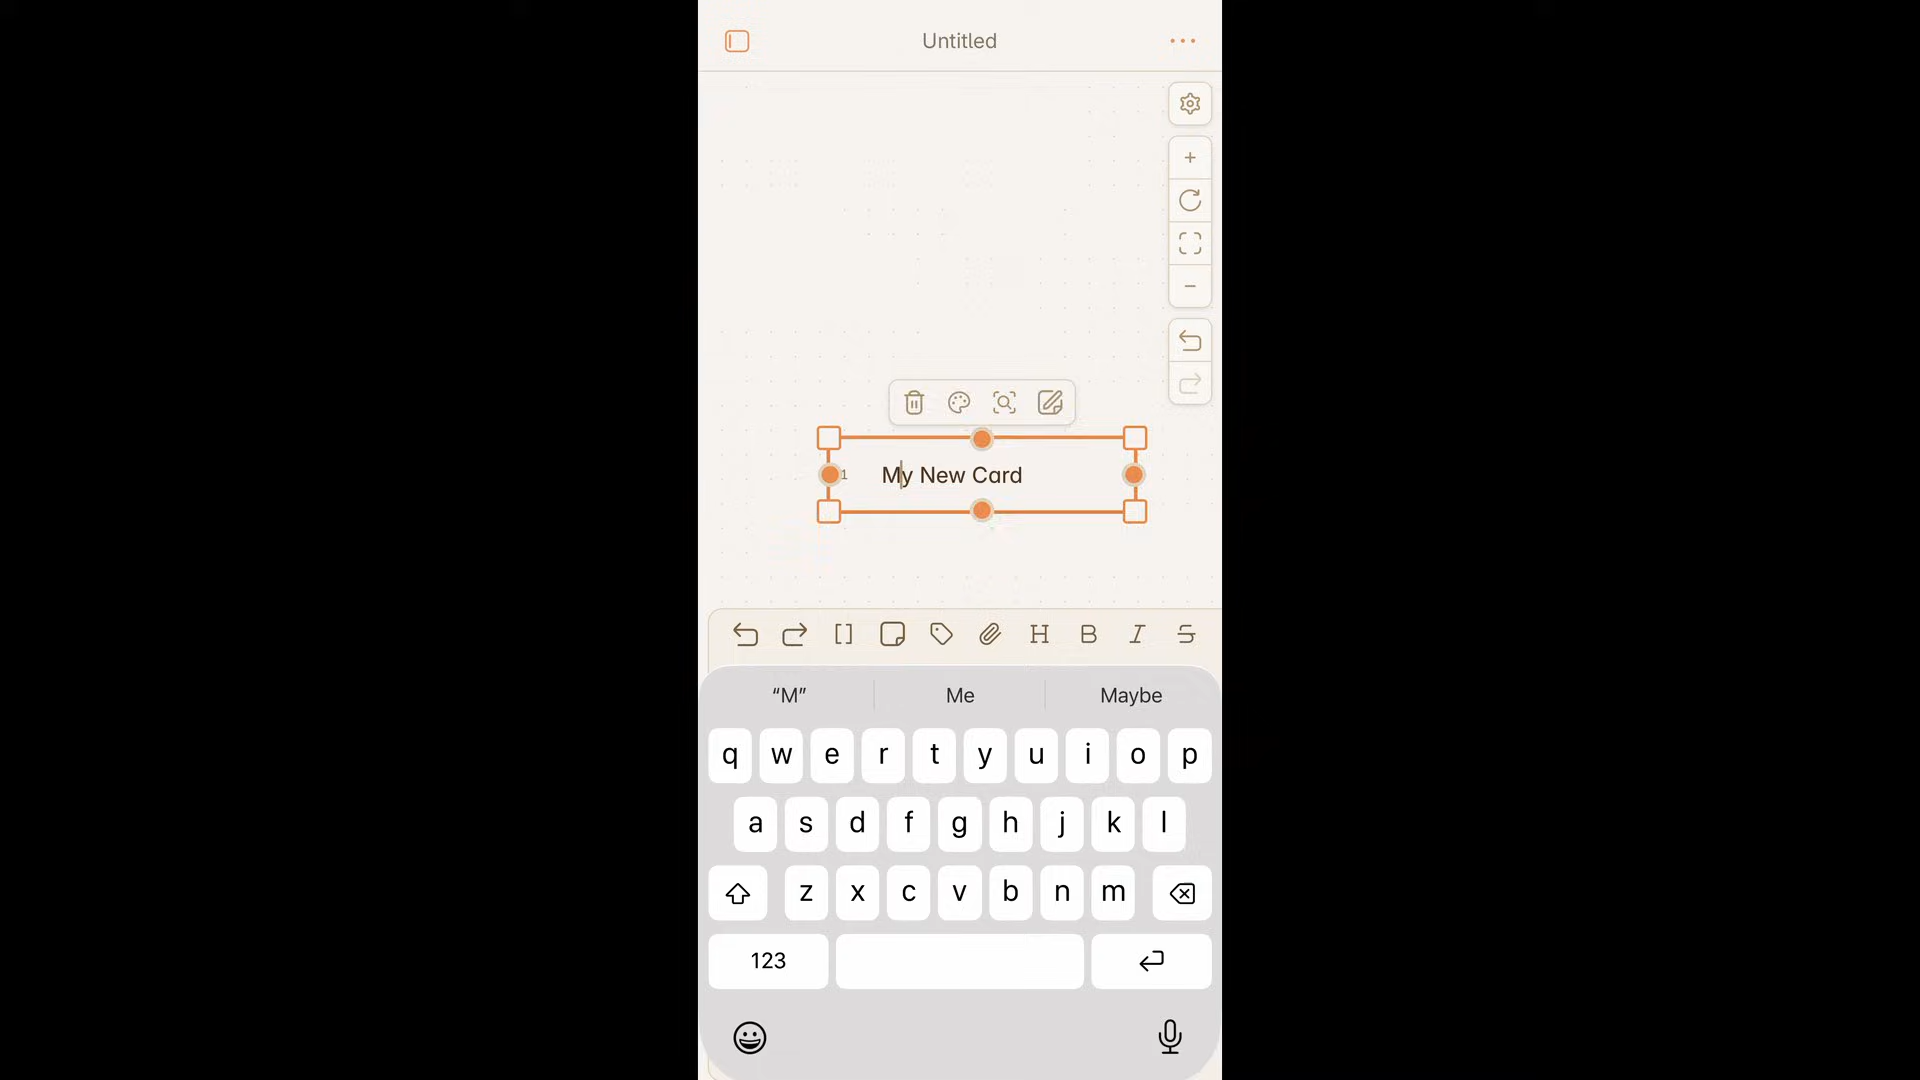 Untitled
1 My New Card
H B I S
“M” Me Maybe
q w e r t y u i o p
a s d f g h j k l
z x c v b n m
123